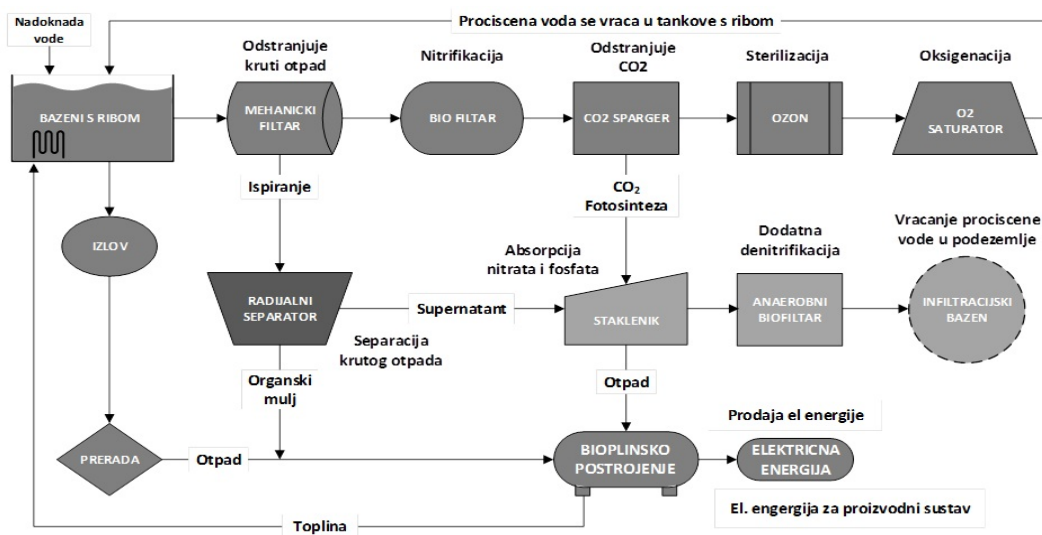 Nadoknada
vode
Prociscena voda se vraca u tankove s ribom
Odstranjuje
kruti otpad
Nitrifikacija
Odstranjuje
CO2
Sterilizacija
Oksigenacija
BAZENI S RIBOM
MEHANICKI
FILTAR
BIO FILTAR
CO2 SPARGER
OZON
O2
SATURATOR
Ispiranje
CO₂
Fotosinteza
IZLOV
Absorpcija
nitrata i fosfata
Dodatna
denitrifikacija
Vracanje prociscene
vode u podezemlje
RADIJALNI
SEPARATOR
Supernatant
STAKLENIK
ANAEROBNI
BIOFILTAR
INFILTRACIJSKI
BAZEN
Separacija
krutog otpada
Organski
mulj
Otpad
Prodaja el energije
PRERADA
Otpad
BIOPLINSKO
POSTROJENJE
ELEKTRICNA
ENERGIJA
Toplina
El. engergija za proizvodni sustav